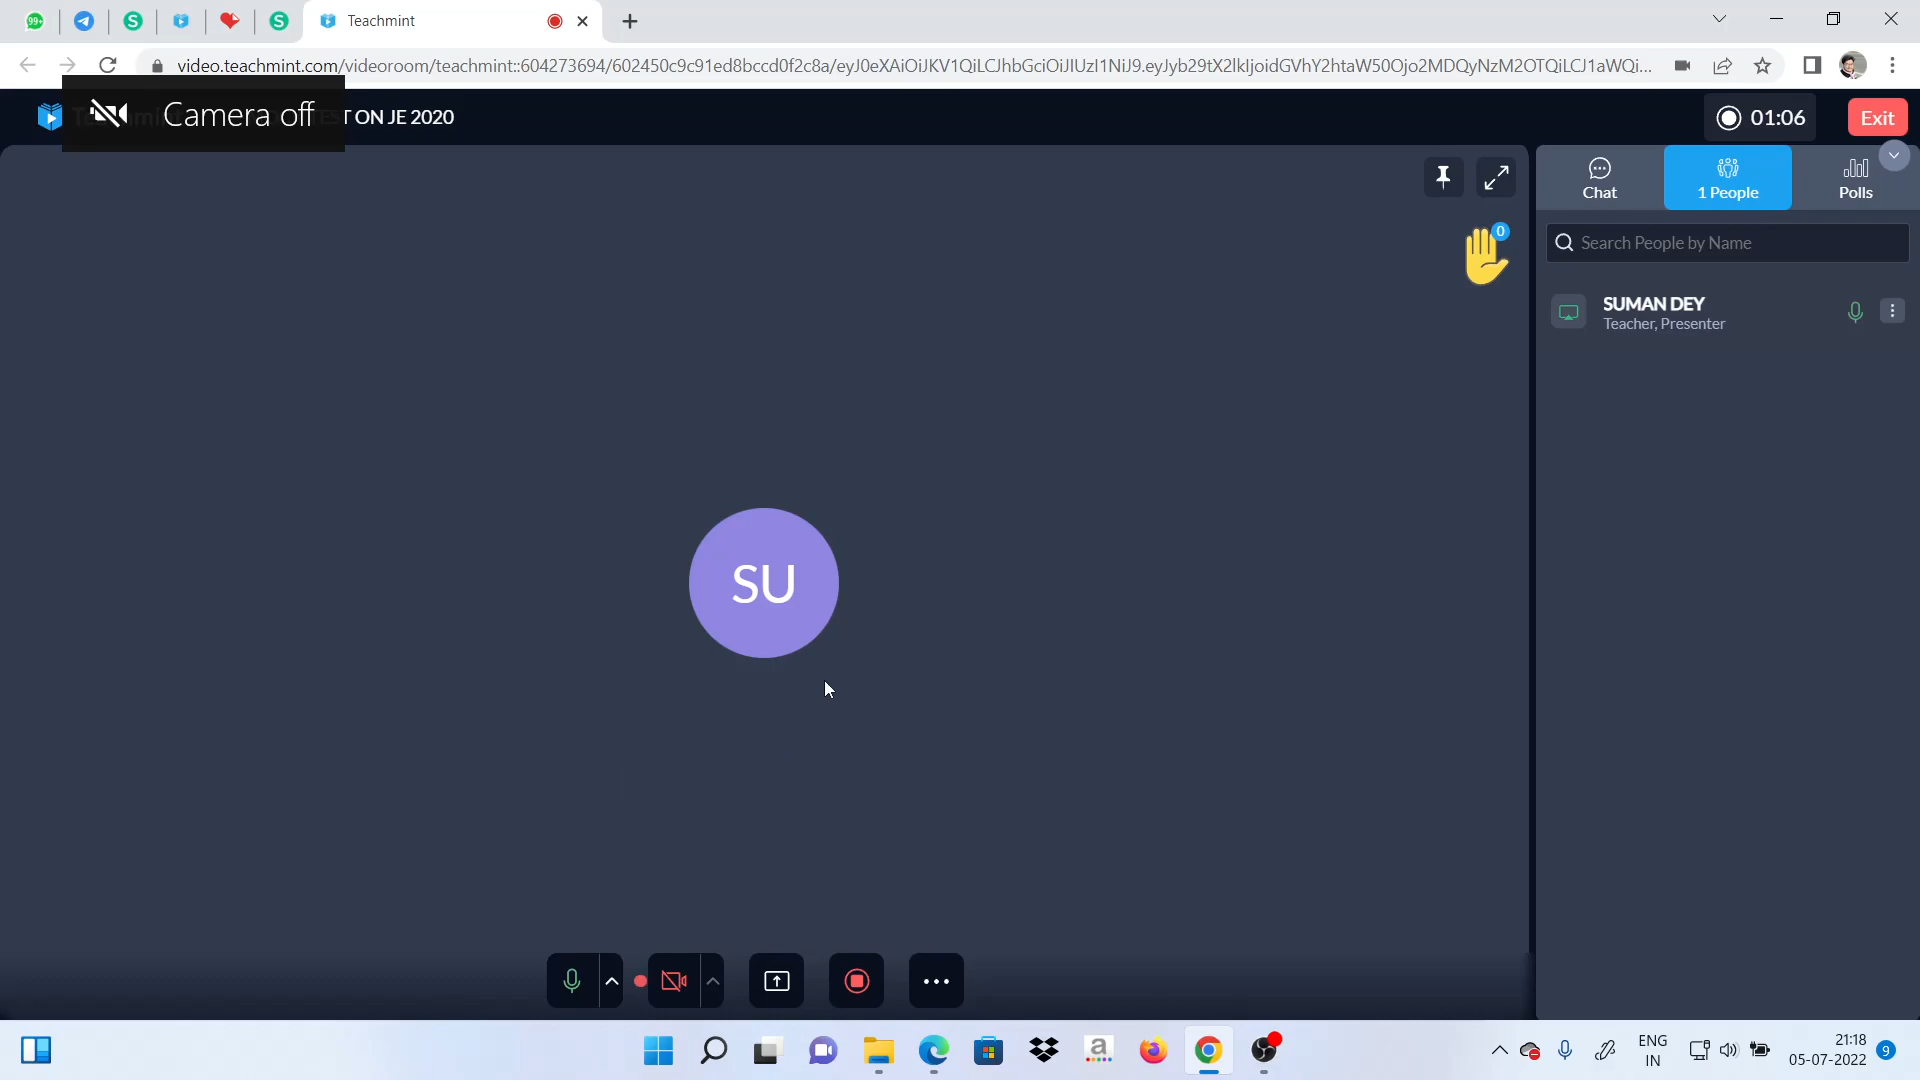 99+
Teachmint
video.teachmint.com/videoroom/teachmint::604273694/602450c9c91ed8bccd0f2c8a/eyJ0eXAiOiJKV1QiLCJhbGciOiJIUzI1NiJ9.eyJyb29tX2lkIjoidGVhY2htaW50Ojo2MDQyNzM2OTQiLCJ1aWQi...
Camera off
T ON JE 2020
01:06
Exit
Chat
1 People
Polls
0
Search People by Name
SUMAN DEY
Teacher, Presenter
SU
ENG
IN
21:18
05-07-2022
9